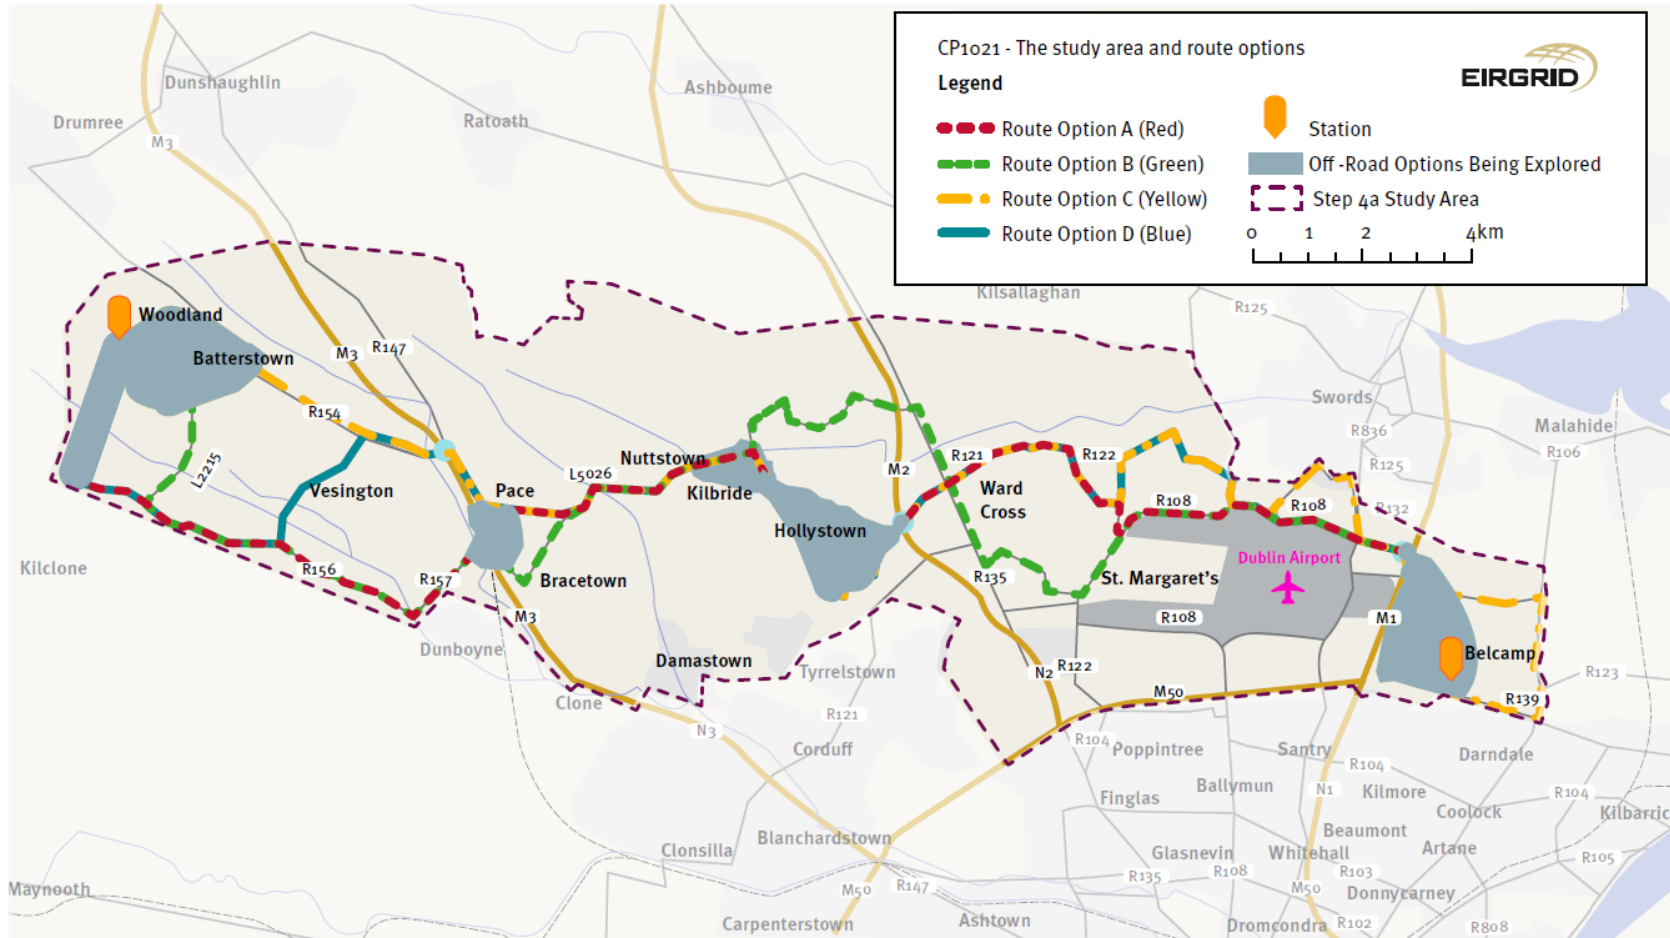 CP1021 - The study area and route options
EIRGRID
Legend
Route Option A (Red)
Route Option B (Green)
Route Option C (Yellow)
Route Option D (Blue)
Station
Off -Road Options Being Explored
Step 4a Study Area
0 1 2 4km
Dunshaughlin
Ashboume
Drumree
Ratoath
M3
Kilsallaghan
R125
Woodland
Batterstown
M3
R147
R154
Swords
Malahide
R836
R106
R125
L2215
Nuttstown
L5026
Kilbride
M2
R121
R122
Vesington
Pace
Ward
Cross
R108
R108
R132
Hollystown
Dublin Airport
Kilclone
R156
R157
Bracetown
R135
St. Margaret's
M3
R108
M1
Dunboyne
Damastown
Tyrrelstown
N2
R122
Belcamp
R123
M50
R139
Clone
N3
R121
Corduff
R104
Poppintree
Santry
Darndale
R104
Ballymun
N1
Kilmore
R104
Finglas
Coolock
Kilbarric
Beaumont
Blanchardstown
Clonsilla
Glasnevin
Whitehall
Artane
R105
Maynooth
M50
R147
R135
R108
R103
M50
Donnycarney
Carpenterstown
Ashtown
Dromcondra
R102
R808